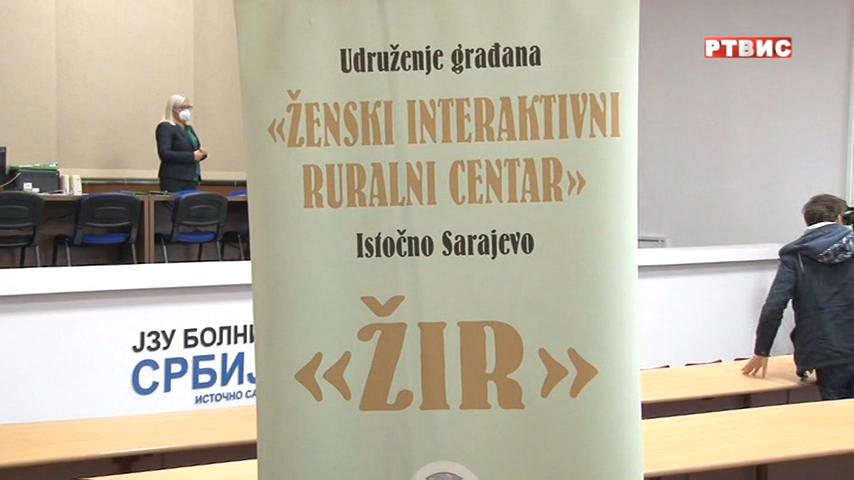 РТВИС
Udruženje građana
«ŽENSKI INTERAKTIVNI
RURALNI CENTAR»
Istočno Sarajevo
«ŽIR»
ЈЗУ БОЛНИ
СРБИЈ
ИСТОЧНО СА